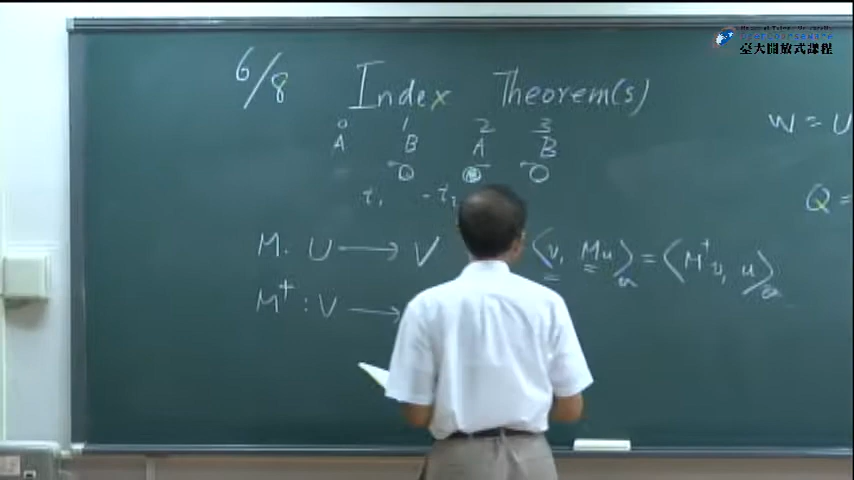 臺大開放式課程
6/8 Index Theorem(s)
0 1 2 3
A B A B
W = U
Q =
M. U → V ⟨v, Mu⟩ = ⟨M†v, u⟩
M† : V →